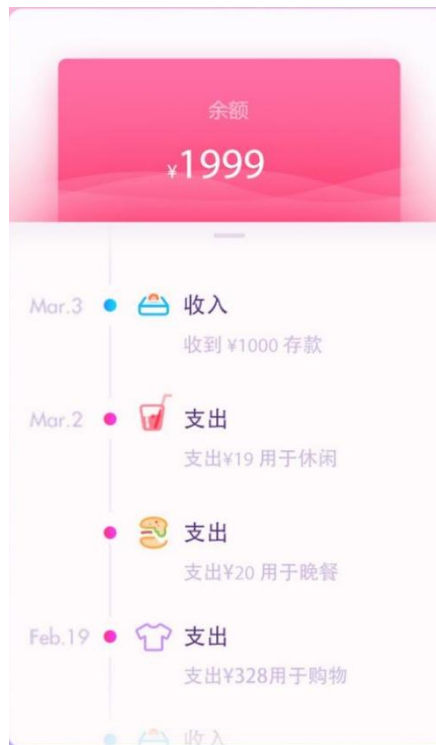 余额
¥1999
Mar.3
收入
收到 ¥1000 存款
Mar.2
支出
支出¥19 用于休闲
支出
支出¥20 用于晚餐
Feb.19
支出
支出¥328用于购物
收入